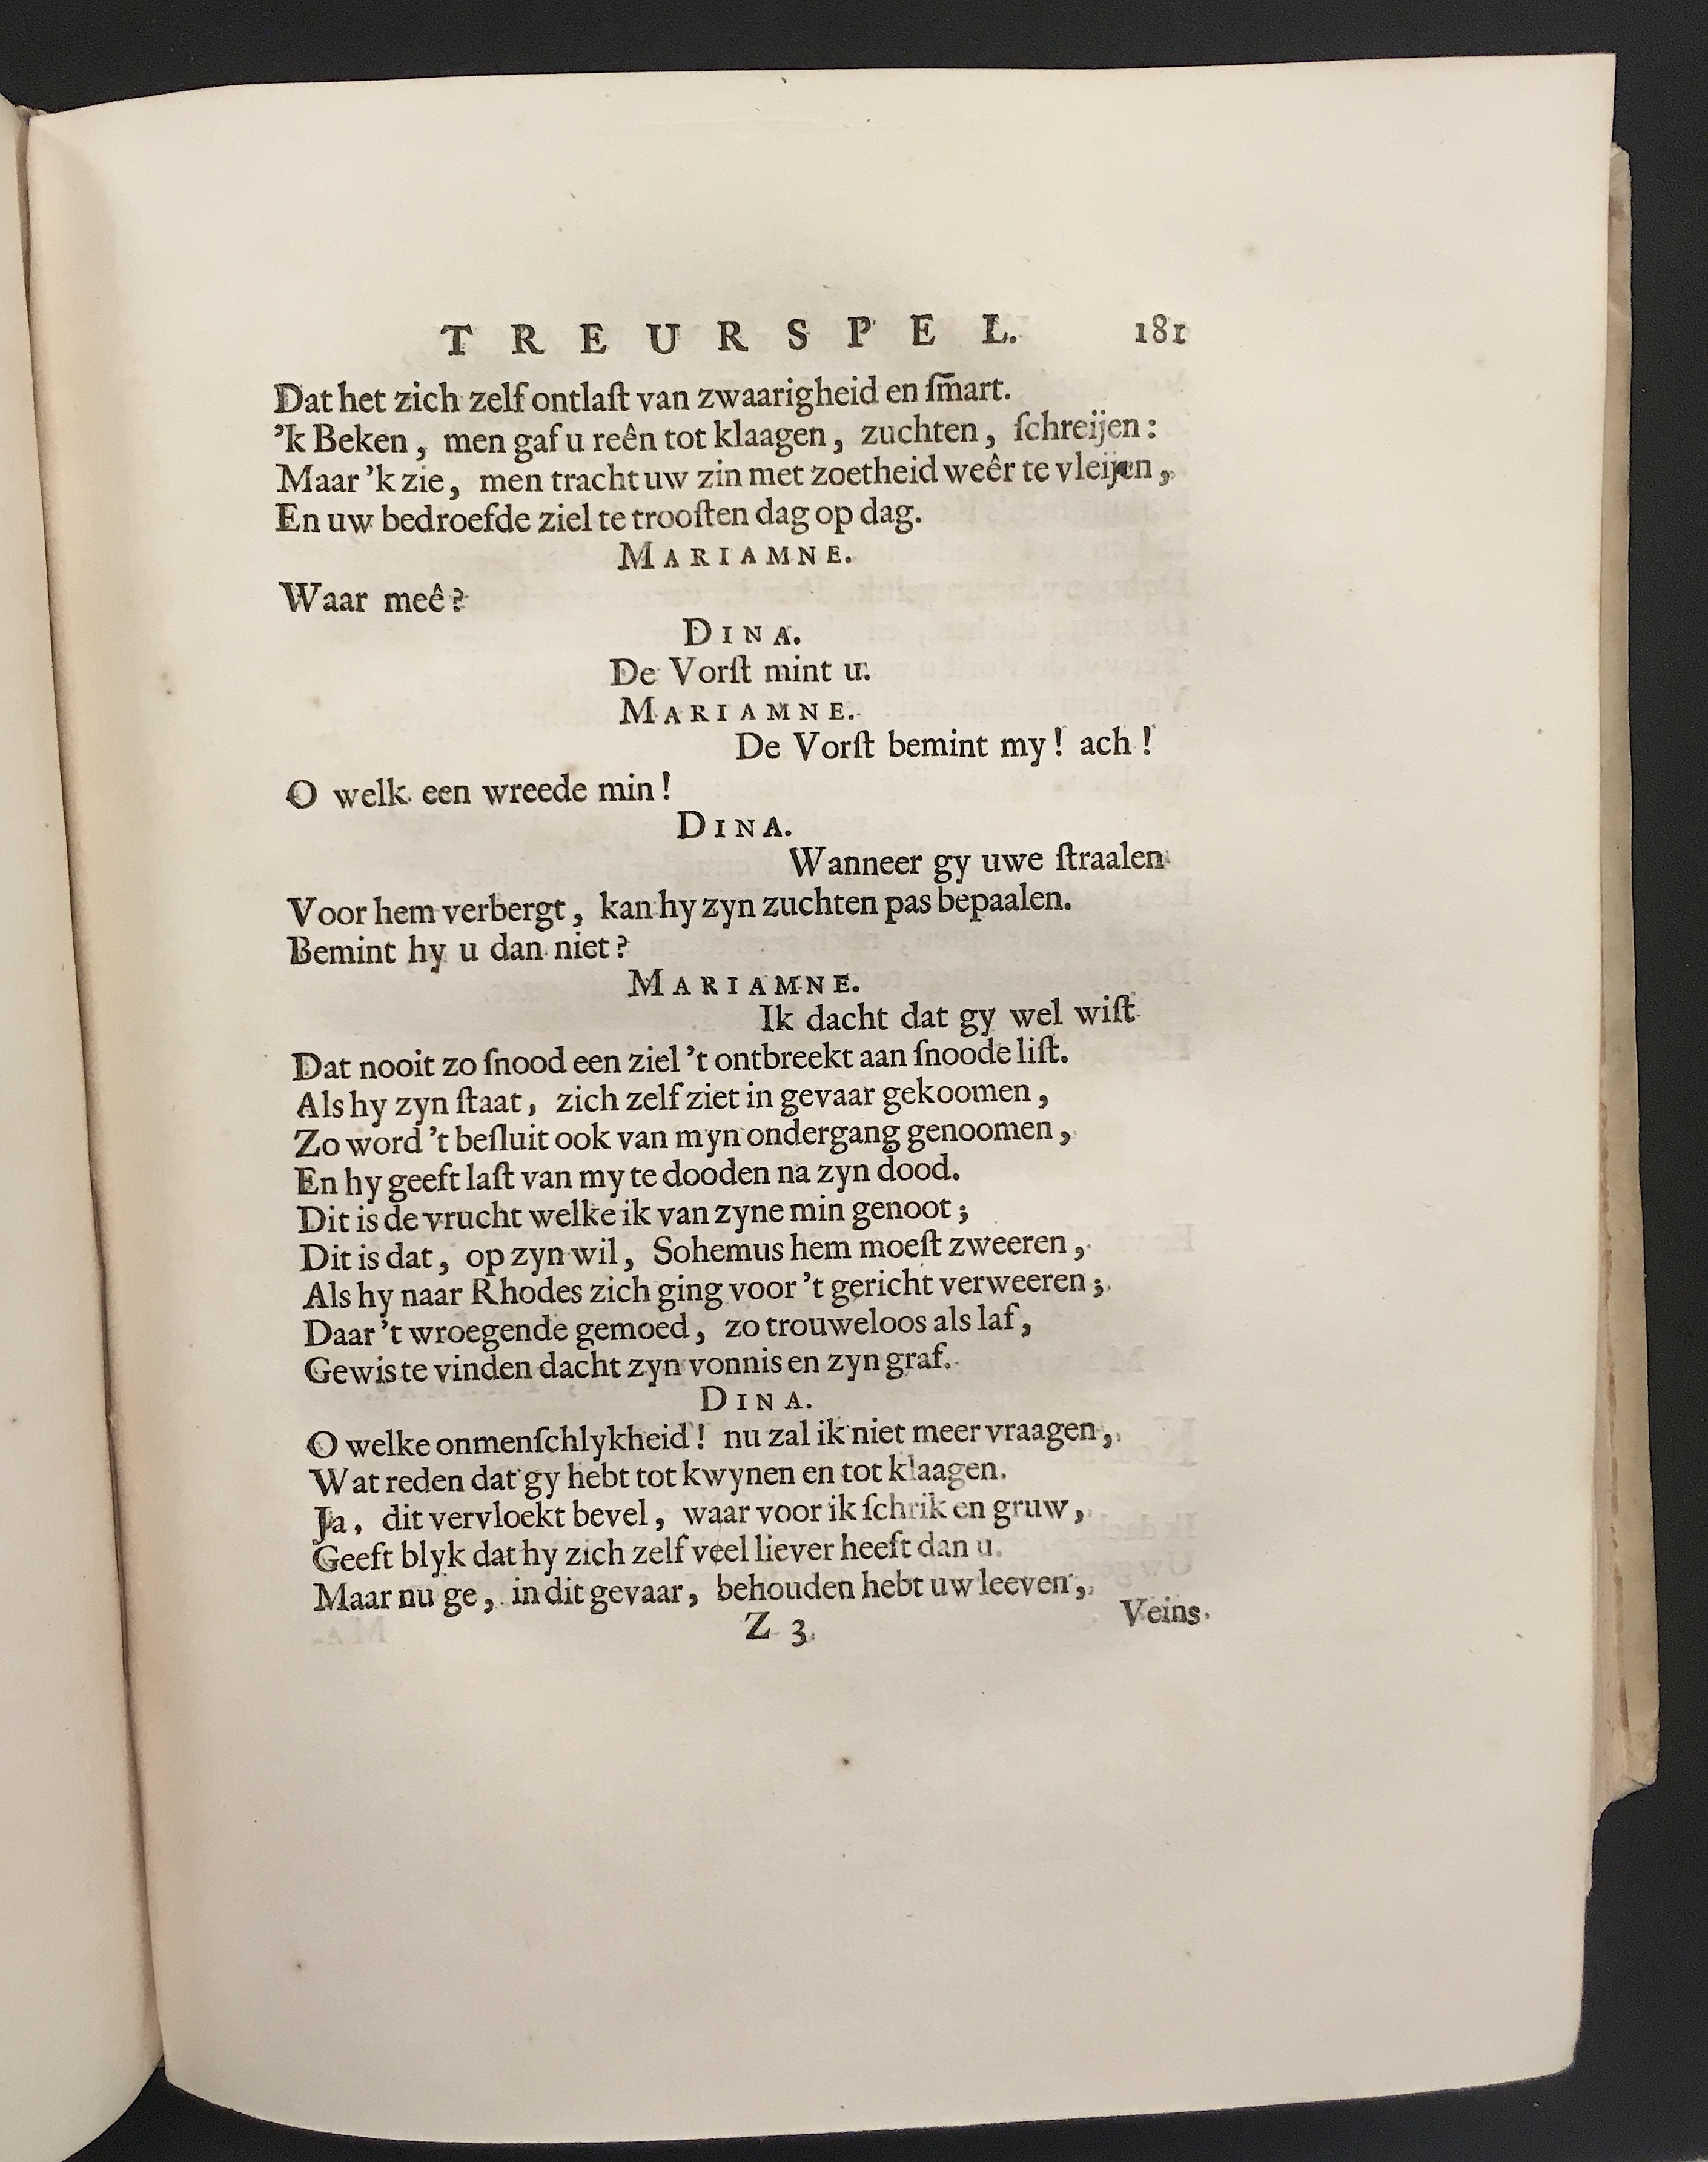 TREURSPEL. 181
Dat het zich zelf ontlaſt van zwaarigheid en ſmart.
’k Beken, men gaf u reên tot klaagen, zuchten, ſchreijen:
Maar ’k zie, men tracht uw zin met zoetheid weêr te vleijen,
En uw bedroefde ziel te trooſten dag op dag.
MARIAMNE.
Waar meê?
DINA.
De Vorſt mint u.
MARIAMNE.
De Vorſt bemint my! ach!
O welk een wreede min!
DINA.
Wanneer gy uwe ſtraalen
Voor hem verbergt, kan hy zyn zuchten pas bepaalen.
Bemint hy u dan niet?
MARIAMNE.
Ik dacht dat gy wel wiſt
Dat nooit zo ſnood een ziel ’t ontbreekt aan ſnoode liſt.
Als hy zyn ſtaat, zich zelf ziet in gevaar gekoomen,
Zo word ’t beſluit ook van myn ondergang genoomen,
En hy geeft laſt van my te dooden na zyn dood.
Dit is de vrucht welke ik van zyne min genoot;
Dit is dat, op zyn wil, Sohemus hem moeſt zweeren,
Als hy naar Rhodes zich ging voor ’t gericht verweeren;
Daar ’t wroegende gemoed, zo trouweloos als laf,
Gewis te vinden dacht zyn vonnis en zyn graf.
DINA.
O welke onmenſchlykheid! nu zal ik niet meer vraagen,
Wat reden dat gy hebt tot kwynen en tot klaagen.
Ja, dit vervloekt bevel, waar voor ik ſchrik en gruw,
Geeft blyk dat hy zich zelf veel liever heeft dan u.
Maar nu ge, in dit gevaar, behouden hebt uw leeven,
Z 3 Veins